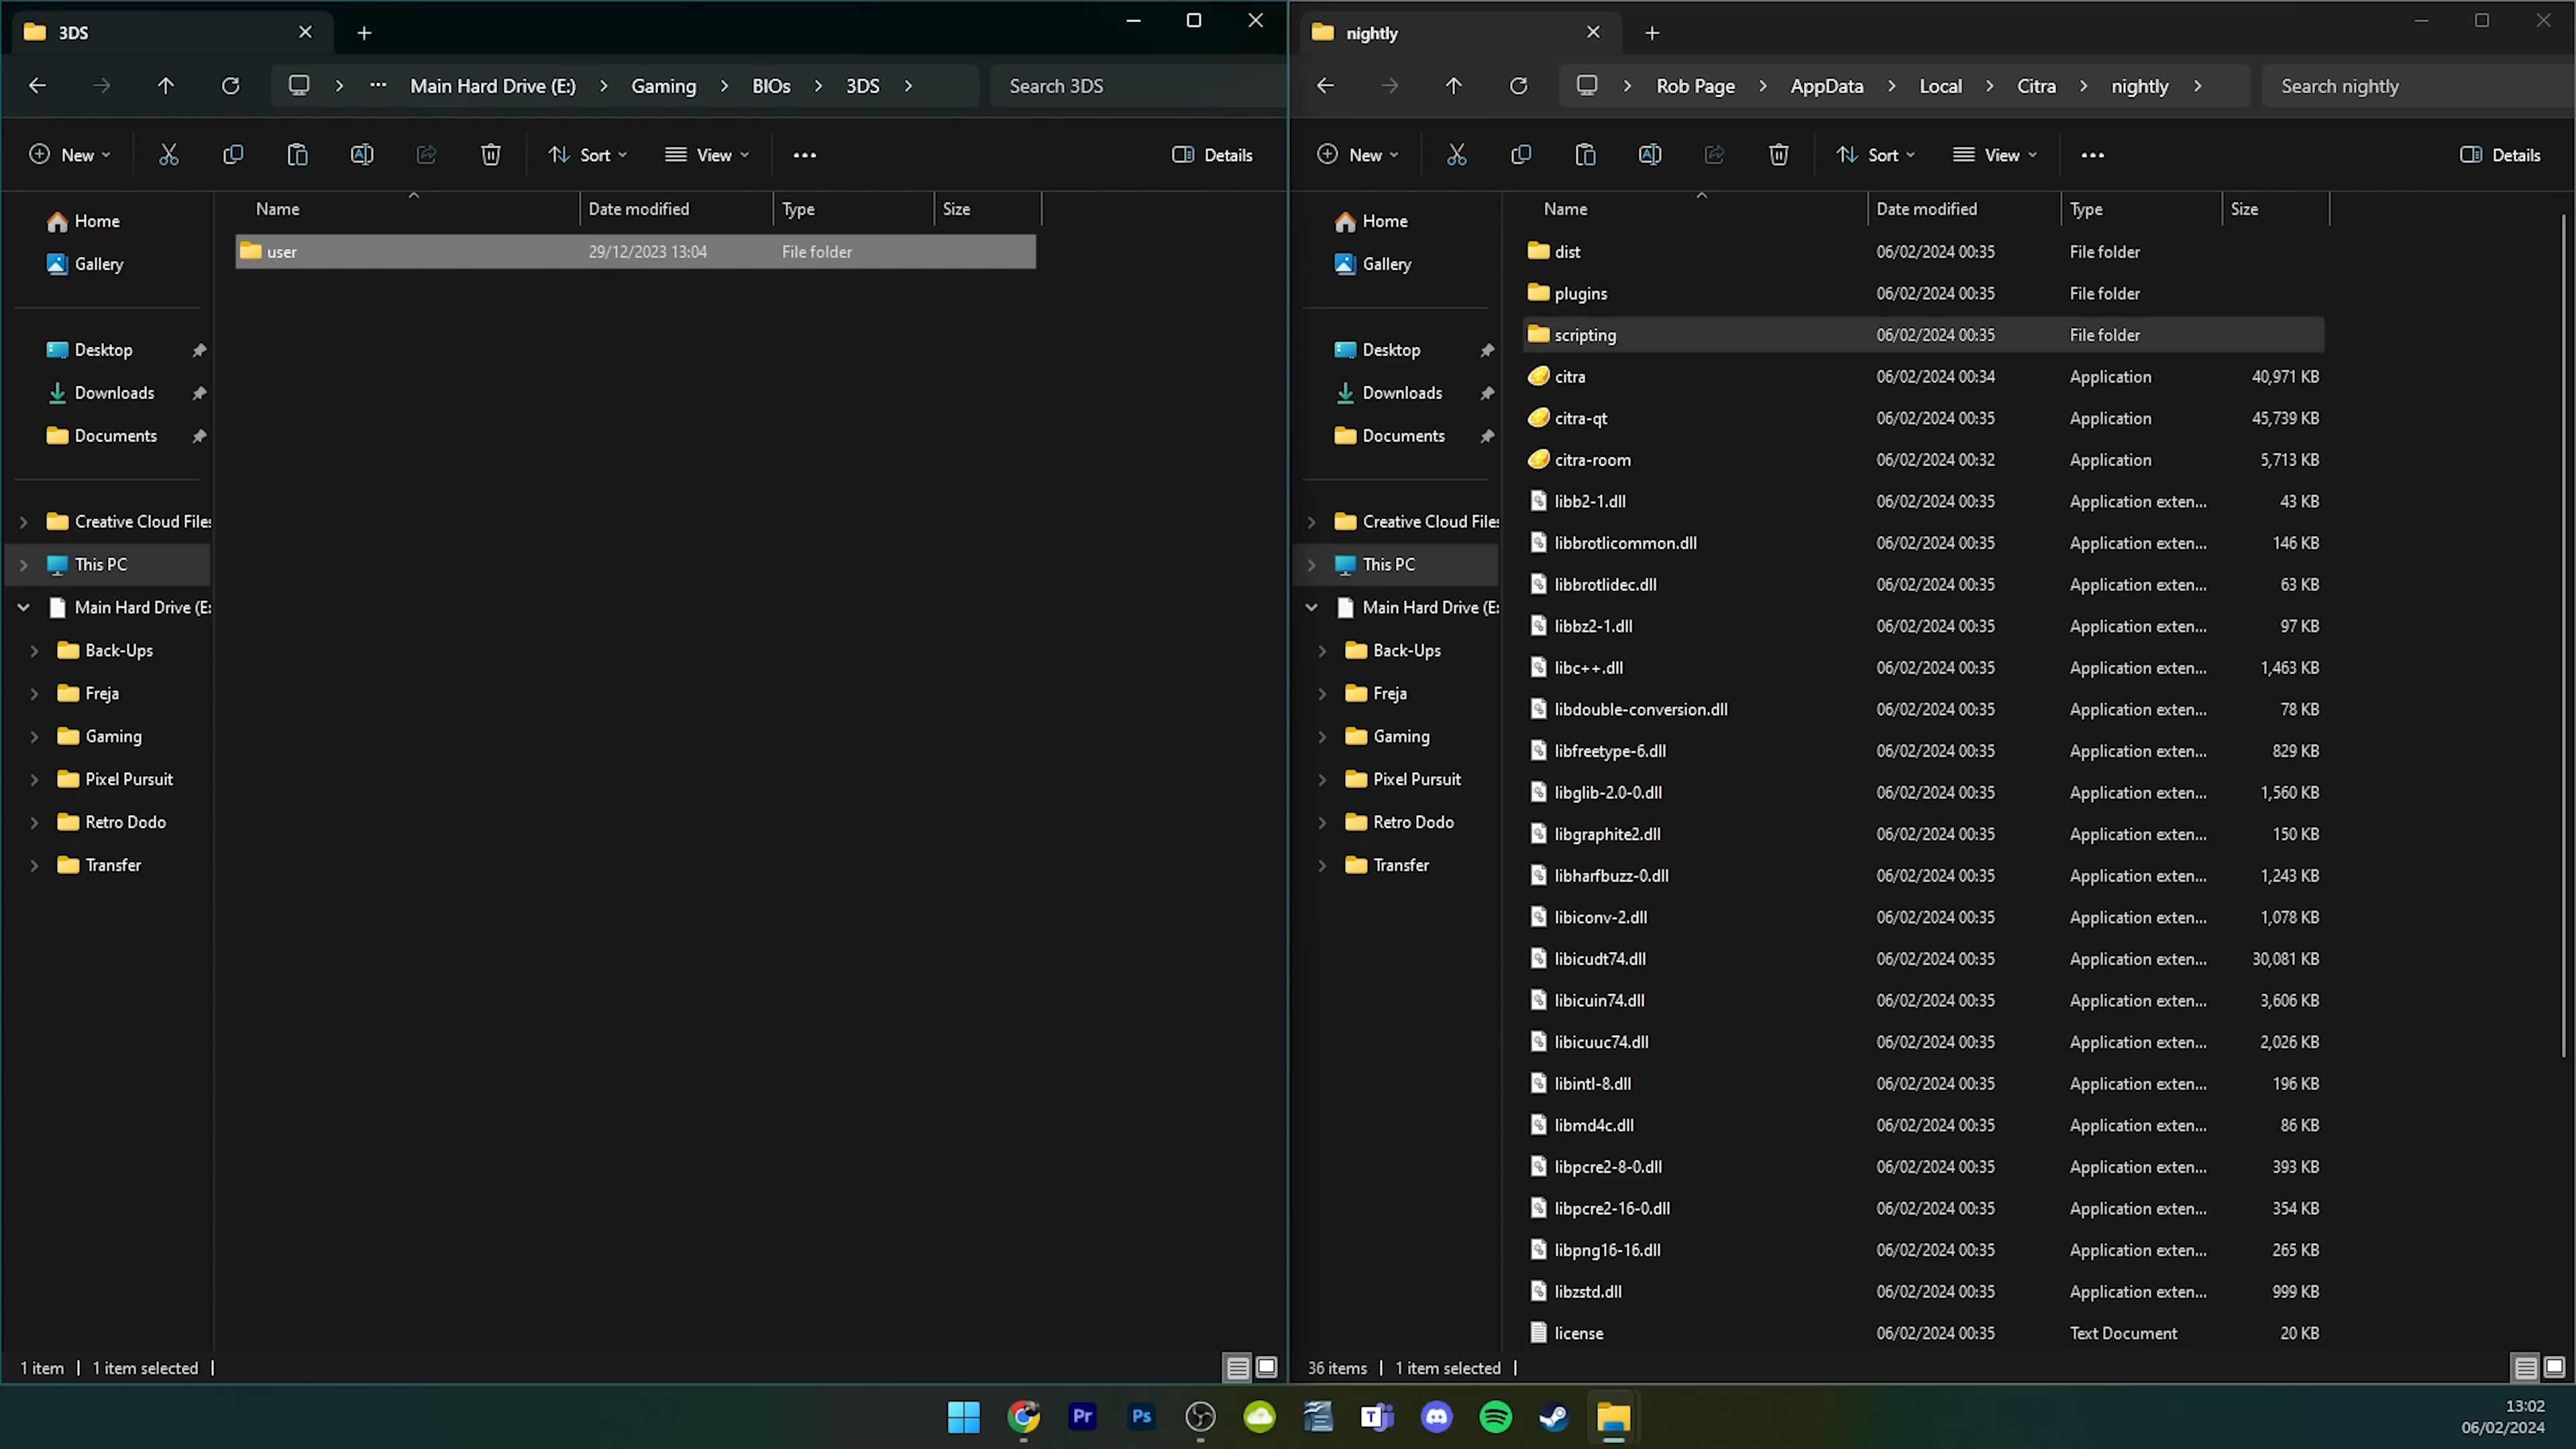 3DS
Main Hard Drive (E:) Gaming BIOs 3DS Search 3DS
New Sort View Details
Home
Gallery
Desktop
Downloads
Documents
Creative Cloud Files
This PC
Main Hard Drive (E:
Back-Ups
Freja
Gaming
Pixel Pursuit
Retro Dodo
Transfer
Name Date modified Type Size
user 29/12/2023 13:04 File folder
1 item 1 item selected
nightly
Rob Page AppData Local Citra nightly Search nightly
New Sort View Details
Home
Gallery
Desktop
Downloads
Documents
Creative Cloud Files
This PC
Main Hard Drive (E:
Back-Ups
Freja
Gaming
Pixel Pursuit
Retro Dodo
Transfer
Name Date modified Type Size
dist 06/02/2024 00:35 File folder
plugins 06/02/2024 00:35 File folder
scripting 06/02/2024 00:35 File folder
citra 06/02/2024 00:34 Application 40,971 KB
citra-qt 06/02/2024 00:35 Application 45,739 KB
citra-room 06/02/2024 00:32 Application 5,713 KB
libb2-1.dll 06/02/2024 00:35 Application exten... 43 KB
libbrotlicommon.dll 06/02/2024 00:35 Application exten... 146 KB
libbrotlidec.dll 06/02/2024 00:35 Application exten... 63 KB
libbz2-1.dll 06/02/2024 00:35 Application exten... 97 KB
libc++.dll 06/02/2024 00:35 Application exten... 1,463 KB
libdouble-conversion.dll 06/02/2024 00:35 Application exten... 78 KB
libfreetype-6.dll 06/02/2024 00:35 Application exten... 829 KB
libglib-2.0-0.dll 06/02/2024 00:35 Application exten... 1,560 KB
libgraphite2.dll 06/02/2024 00:35 Application exten... 150 KB
libharfbuzz-0.dll 06/02/2024 00:35 Application exten... 1,243 KB
libiconv-2.dll 06/02/2024 00:35 Application exten... 1,078 KB
libicudt74.dll 06/02/2024 00:35 Application exten... 30,081 KB
libicuin74.dll 06/02/2024 00:35 Application exten... 3,606 KB
libicuuc74.dll 06/02/2024 00:35 Application exten... 2,026 KB
libintl-8.dll 06/02/2024 00:35 Application exten... 196 KB
libmd4c.dll 06/02/2024 00:35 Application exten... 86 KB
libpcre2-8-0.dll 06/02/2024 00:35 Application exten... 393 KB
libpcre2-16-0.dll 06/02/2024 00:35 Application exten... 354 KB
libpng16-16.dll 06/02/2024 00:35 Application exten... 265 KB
libzstd.dll 06/02/2024 00:35 Application exten... 999 KB
license 06/02/2024 00:35 Text Document 20 KB
36 items 1 item selected
Pr Ps T
13:02
06/02/2024